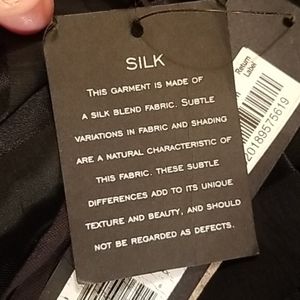 SILK
THIS GARMENT IS MADE OF
A SILK BLEND FABRIC. SUBTLE
VARIATIONS IN FABRIC AND SHADING
ARE A NATURAL CHARACTERISTIC OF
THIS FABRIC. THESE SUBTLE
DIFFERENCES ADD TO ITS UNIQUE
TEXTURE AND BEAUTY, AND SHOULD
NOT BE REGARDED AS DEFECTS.
Return
Label
20189575619